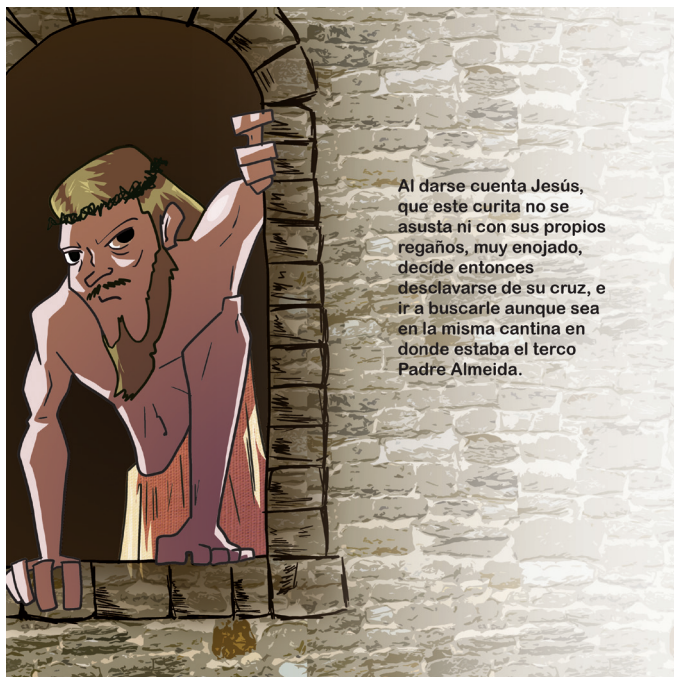 Al darse cuenta Jesús,
que este curita no se
asusta ni con sus propios
regaños, muy enojado,
decide entonces
desclavarse de su cruz, e
ir a buscarle aunque sea
en la misma cantina en
donde estaba el terco
Padre Almeida.